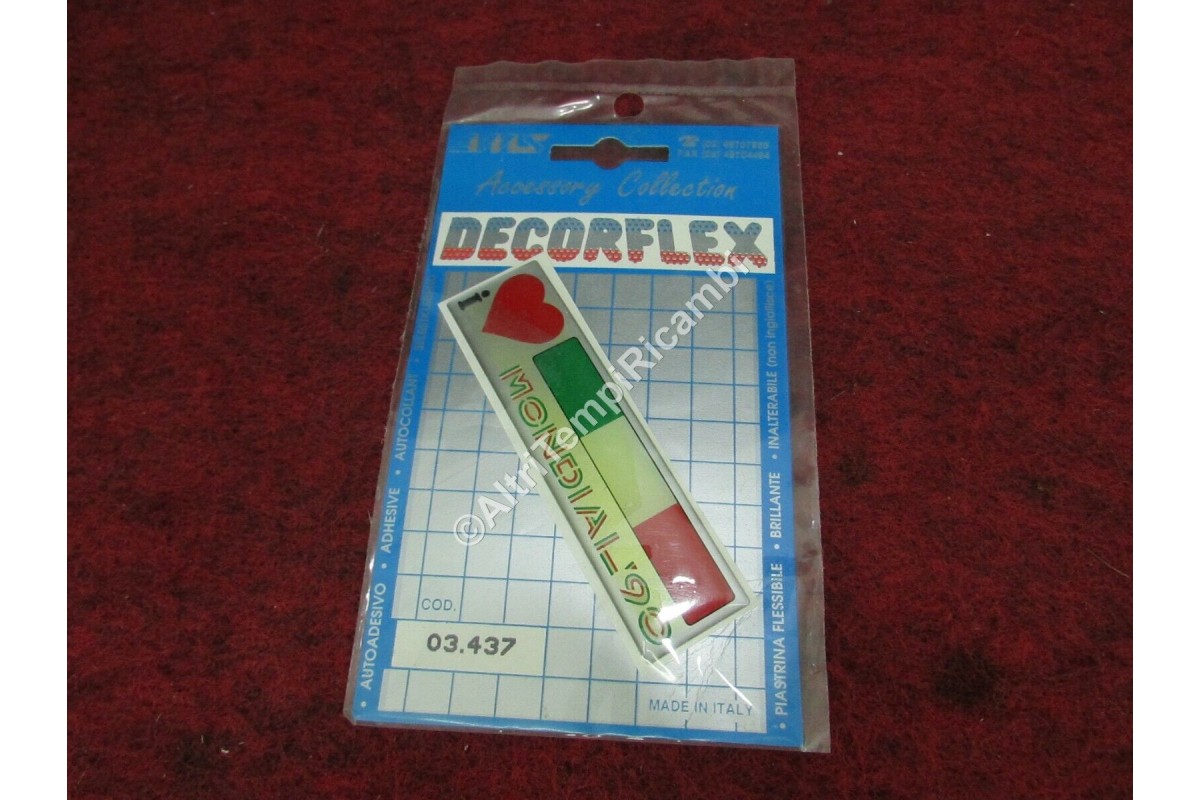 Accessory Collection
DECORFLEX
I
MONDIAL '90
COD.
03.437
MADE IN ITALY
• AUTOADESIVO • ADHESIVE • AUTOCOLLANT
• PIASTRINA FLESSIBILE • BRILLANTE • INALTERABILE (non ingiallisce)
©AltriTempiRicambi